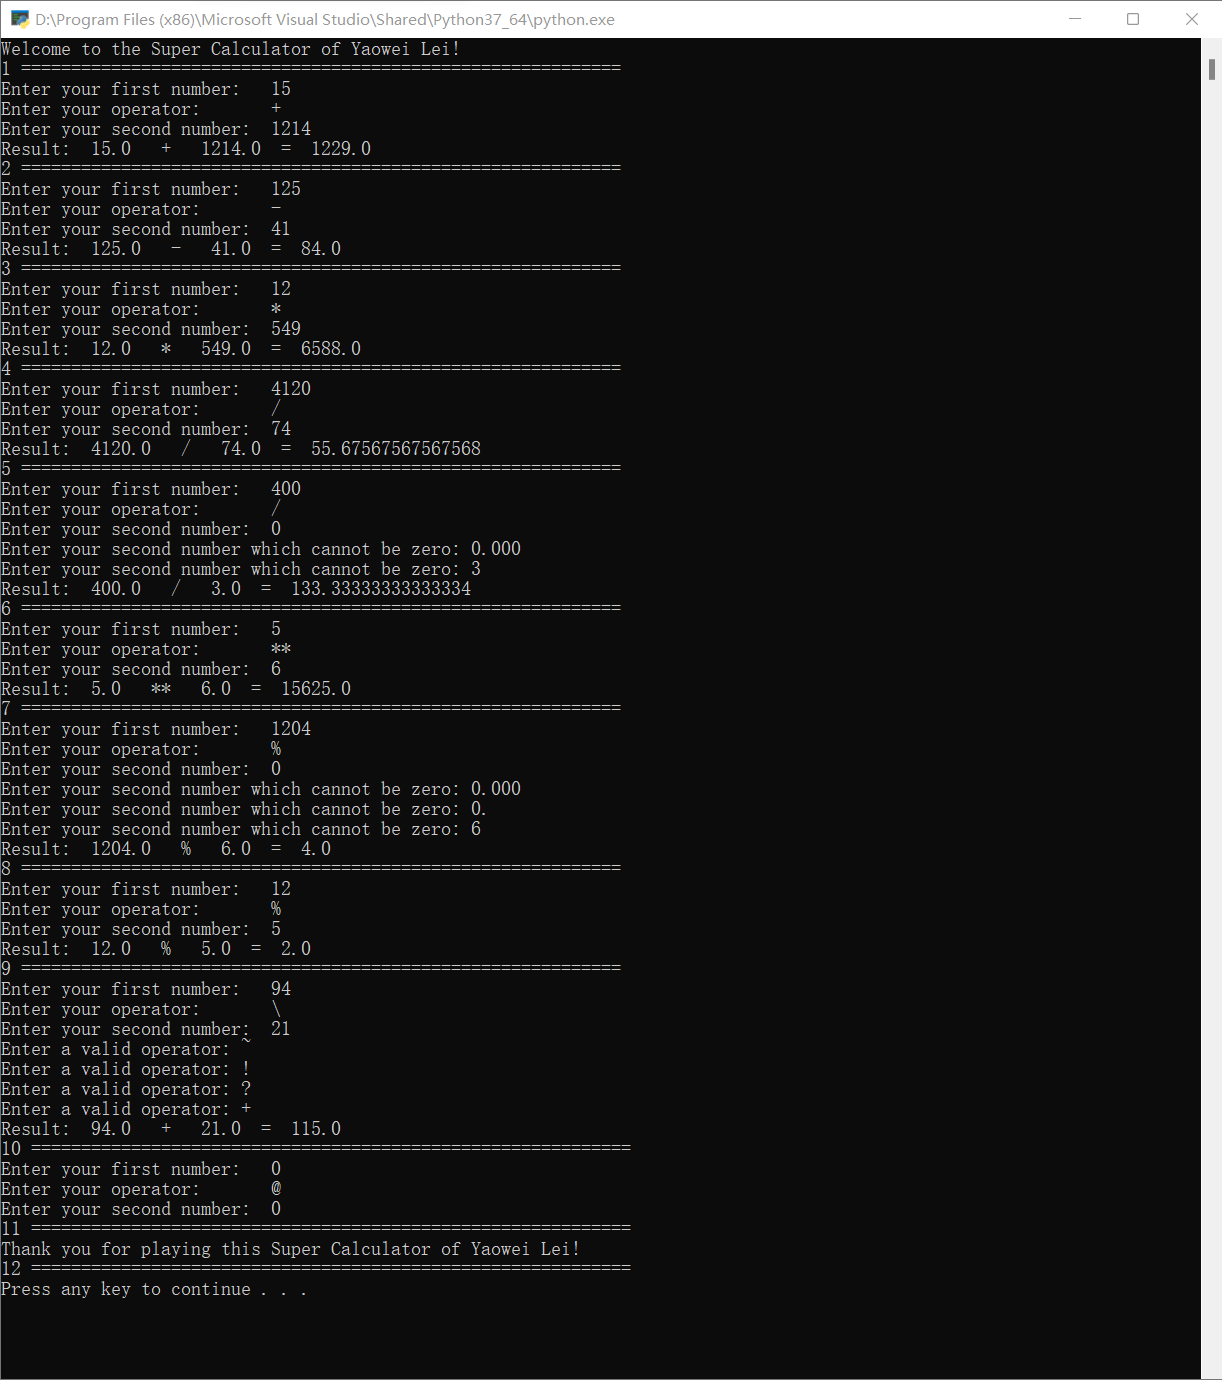 D:\Program Files (x86)\Microsoft Visual Studio\Shared\Python37_64\python.exe
Welcome to the Super Calculator of Yaowei Lei!
1 ============================================================
Enter your first number:   15
Enter your operator:       +
Enter your second number:  1214
Result:  15.0   +   1214.0  =  1229.0
2 ============================================================
Enter your first number:   125
Enter your operator:       -
Enter your second number:  41
Result:  125.0   -   41.0  =  84.0
3 ============================================================
Enter your first number:   12
Enter your operator:       *
Enter your second number:  549
Result:  12.0   *   549.0  =  6588.0
4 ============================================================
Enter your first number:   4120
Enter your operator:       /
Enter your second number:  74
Result:  4120.0   /   74.0  =  55.67567567567568
5 ============================================================
Enter your first number:   400
Enter your operator:       /
Enter your second number:  0
Enter your second number which cannot be zero: 0.000
Enter your second number which cannot be zero: 3
Result:  400.0   /   3.0  =  133.33333333333334
6 ============================================================
Enter your first number:   5
Enter your operator:       **
Enter your second number:  6
Result:  5.0   **   6.0  =  15625.0
7 ============================================================
Enter your first number:   1204
Enter your operator:       %
Enter your second number:  0
Enter your second number which cannot be zero: 0.000
Enter your second number which cannot be zero: 0.
Enter your second number which cannot be zero: 6
Result:  1204.0   %   6.0  =  4.0
8 ============================================================
Enter your first number:   12
Enter your operator:       %
Enter your second number:  5
Result:  12.0   %   5.0  =  2.0
9 ============================================================
Enter your first number:   94
Enter your operator:       \
Enter your second number:  21
Enter a valid operator: ~
Enter a valid operator: !
Enter a valid operator: ?
Enter a valid operator: +
Result:  94.0   +   21.0  =  115.0
10 ============================================================
Enter your first number:   0
Enter your operator:       @
Enter your second number:  0
11 ============================================================
Thank you for playing this Super Calculator of Yaowei Lei!
12 ============================================================
Press any key to continue . . .